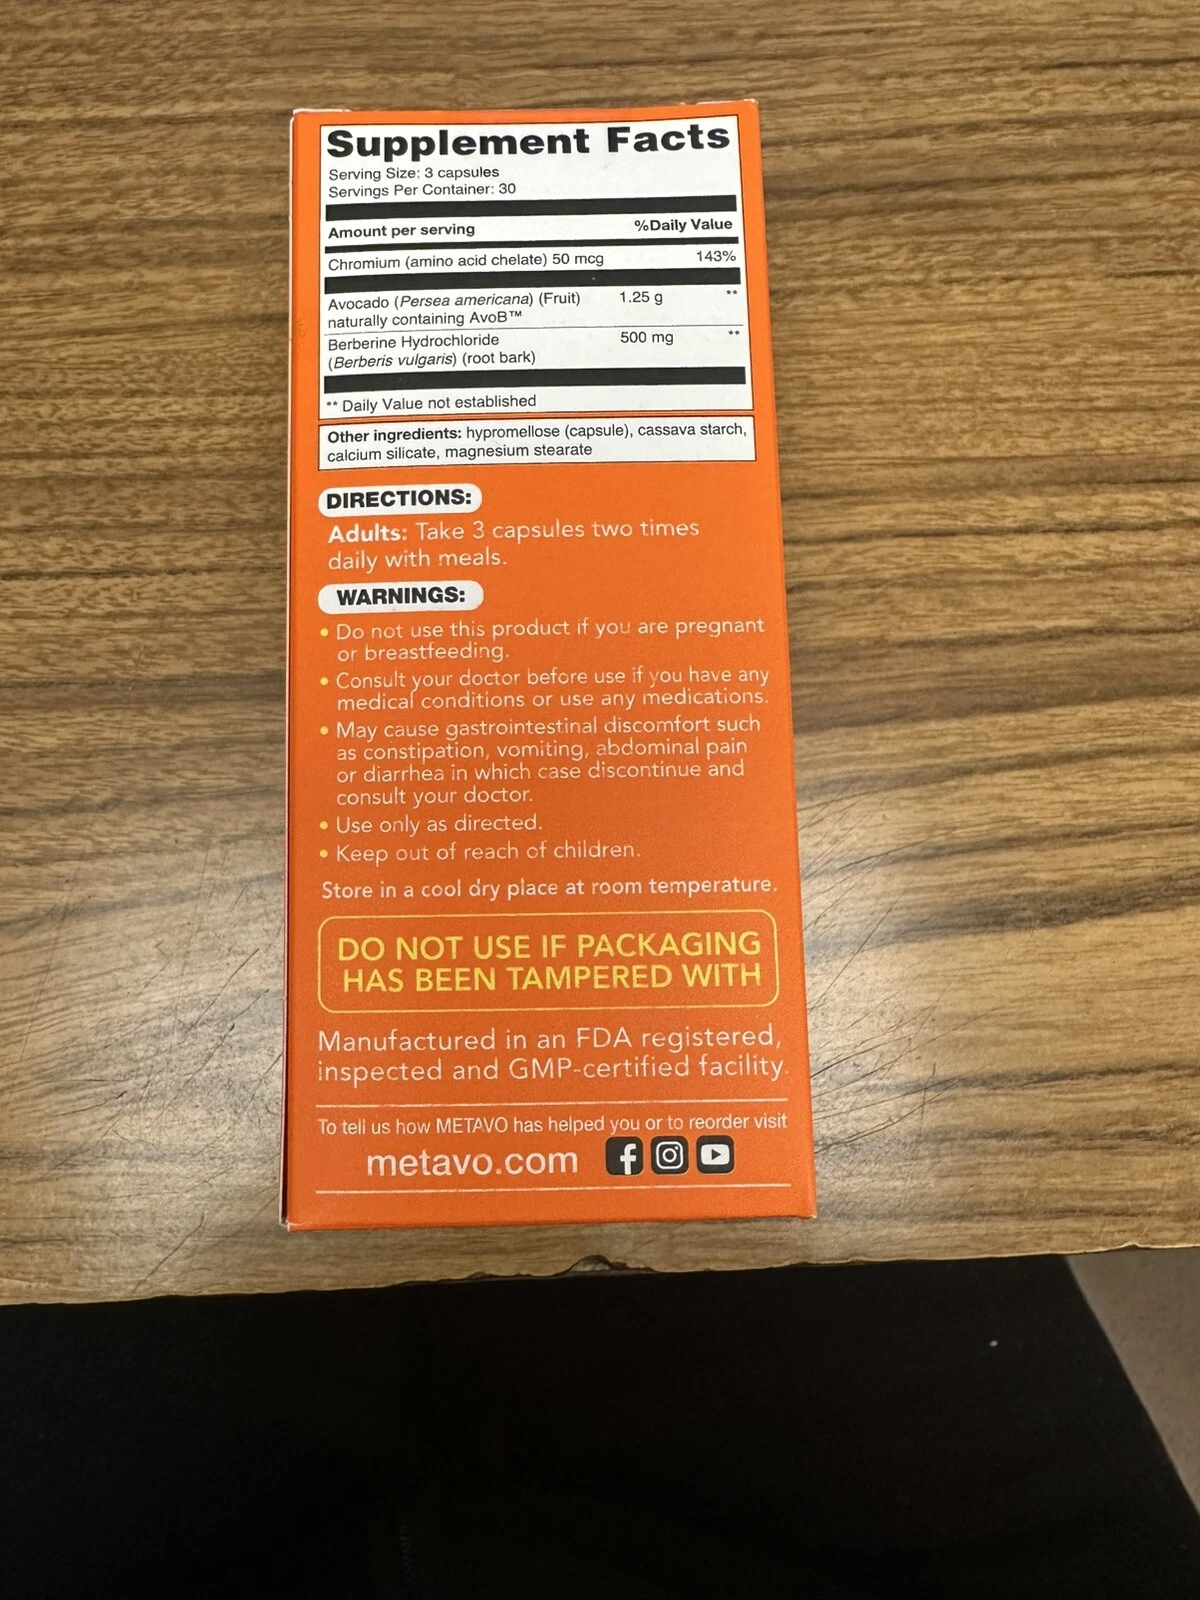 Supplement Facts
Serving Size: 3 capsules
Servings Per Container: 30
Amount per serving %Daily Value
Chromium (amino acid chelate) 50 mcg 143%
Avocado (Persea americana) (Fruit) 1.25 g **
naturally containing AvoB™
Berberine Hydrochloride 500 mg **
(Berberis vulgaris) (root bark)
** Daily Value not established
Other ingredients: hypromellose (capsule), cassava starch,
calcium silicate, magnesium stearate
DIRECTIONS:
Adults: Take 3 capsules two times
daily with meals.
WARNINGS:
• Do not use this product if you are pregnant
or breastfeeding.
• Consult your doctor before use if you have any
medical conditions or use any medications.
• May cause gastrointestinal discomfort such
as constipation, vomiting, abdominal pain
or diarrhea in which case discontinue and
consult your doctor.
• Use only as directed.
• Keep out of reach of children.
Store in a cool dry place at room temperature.
DO NOT USE IF PACKAGING
HAS BEEN TAMPERED WITH
Manufactured in an FDA registered,
inspected and GMP-certified facility.
To tell us how METAVO has helped you or to reorder visit
metavo.com